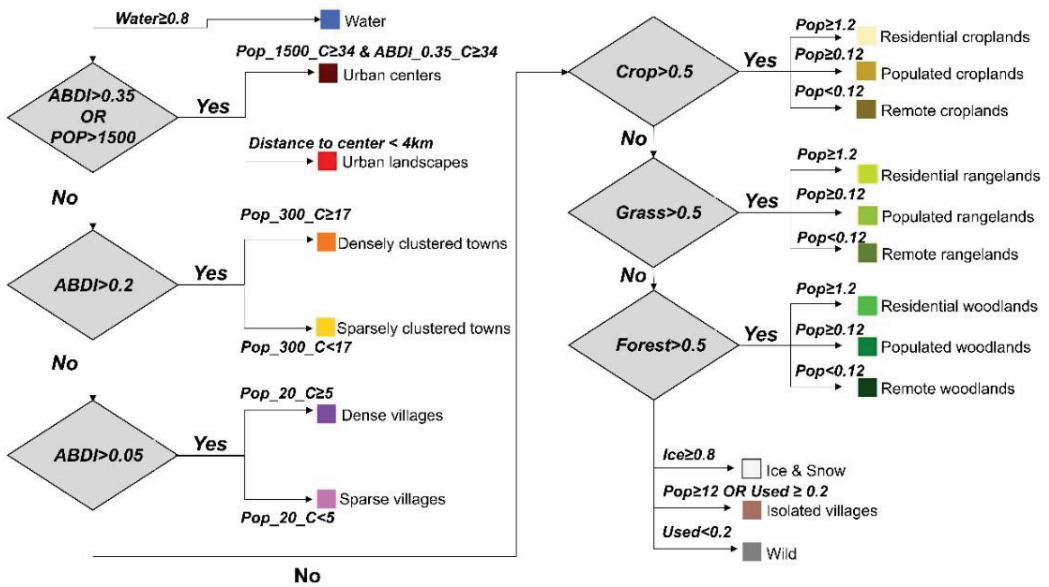 Water≥0.8
Water
Pop_1500_C≥34 & ABDI_0.35_C≥34
Urban centers
ABDI>0.35
OR
POP>1500
Yes
Distance to center < 4km
Urban landscapes
No
Pop_300_C≥17
Densely clustered towns
ABDI>0.2
Yes
Sparsely clustered towns
Pop_300_C<17
No
Pop_20_C≥5
Dense villages
ABDI>0.05
Yes
Sparse villages
Pop_20_C<5
No
Crop>0.5
Yes
Pop≥1.2
Residential croplands
Pop≥0.12
Populated croplands
Pop<0.12
Remote croplands
No
Grass>0.5
Yes
Pop≥1.2
Residential rangelands
Pop≥0.12
Populated rangelands
Pop<0.12
Remote rangelands
No
Forest>0.5
Yes
Pop≥1.2
Residential woodlands
Pop≥0.12
Populated woodlands
Pop<0.12
Remote woodlands
Ice≥0.8
Ice & Snow
Pop≥12 OR Used ≥ 0.2
Isolated villages
Used<0.2
Wild